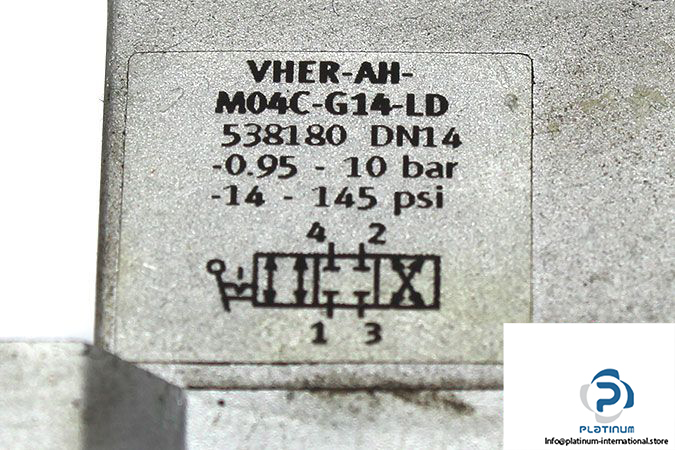 VHER-AH-
M04C-G14-LD
538180 DN14
-0.95 - 10 bar
-14 - 145 psi
4 2
1 3
PLATINUM
Info@platinum-international.store